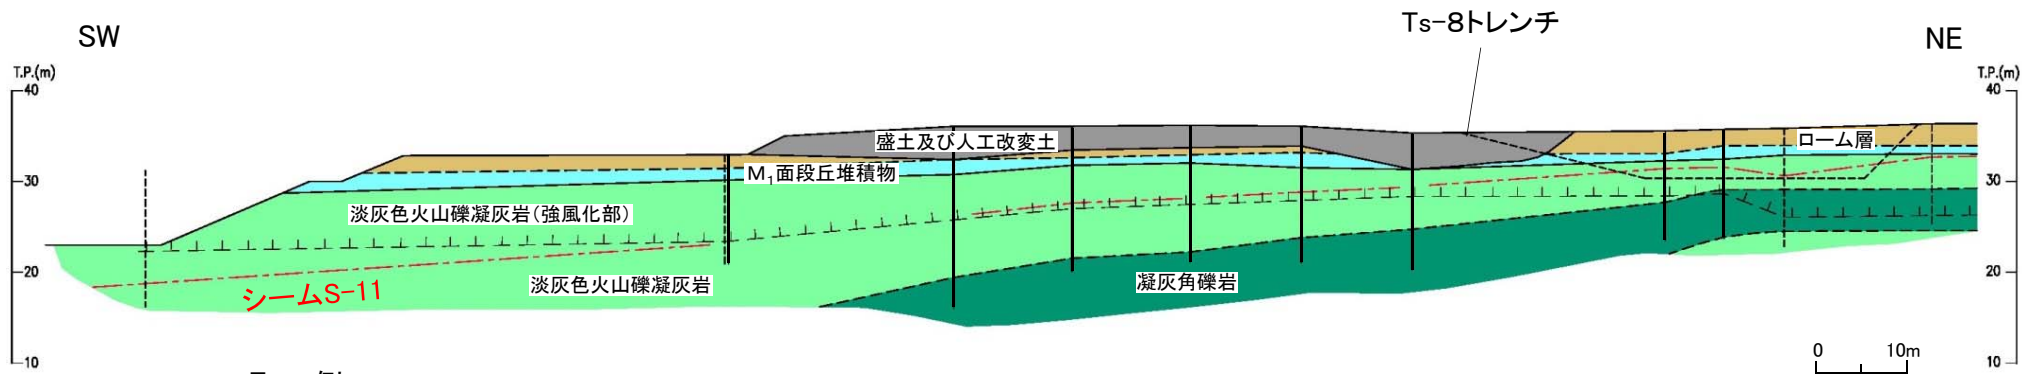 Ts-8トレンチ
SW
NE
T.P.(m)
T.P.(m)
40
40
盛土及び人工改変土
ローム層
M1面段丘堆積物
30
30
淡灰色火山礫凝灰岩(強風化部)
20
20
淡灰色火山礫凝灰岩
凝灰角礫岩
シームS-11
0 10m
10
10